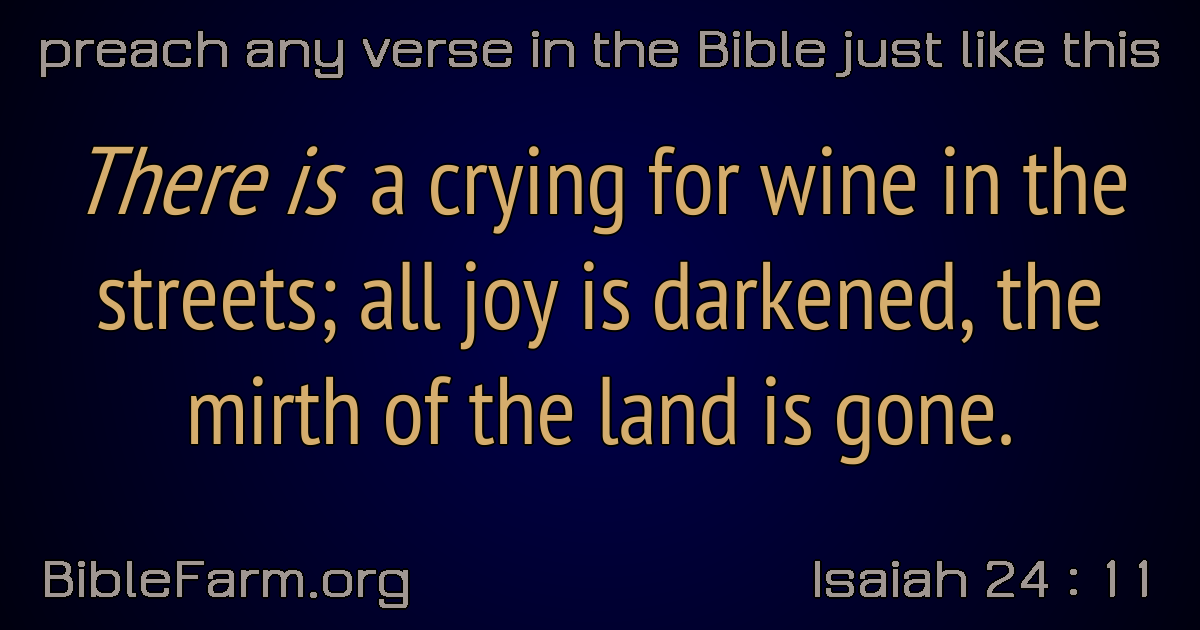 preach any verse in the Bible just like this
There is a crying for wine in the
streets; all joy is darkened, the
mirth of the land is gone.
BibleFarm.org
Isaiah 24 : 11